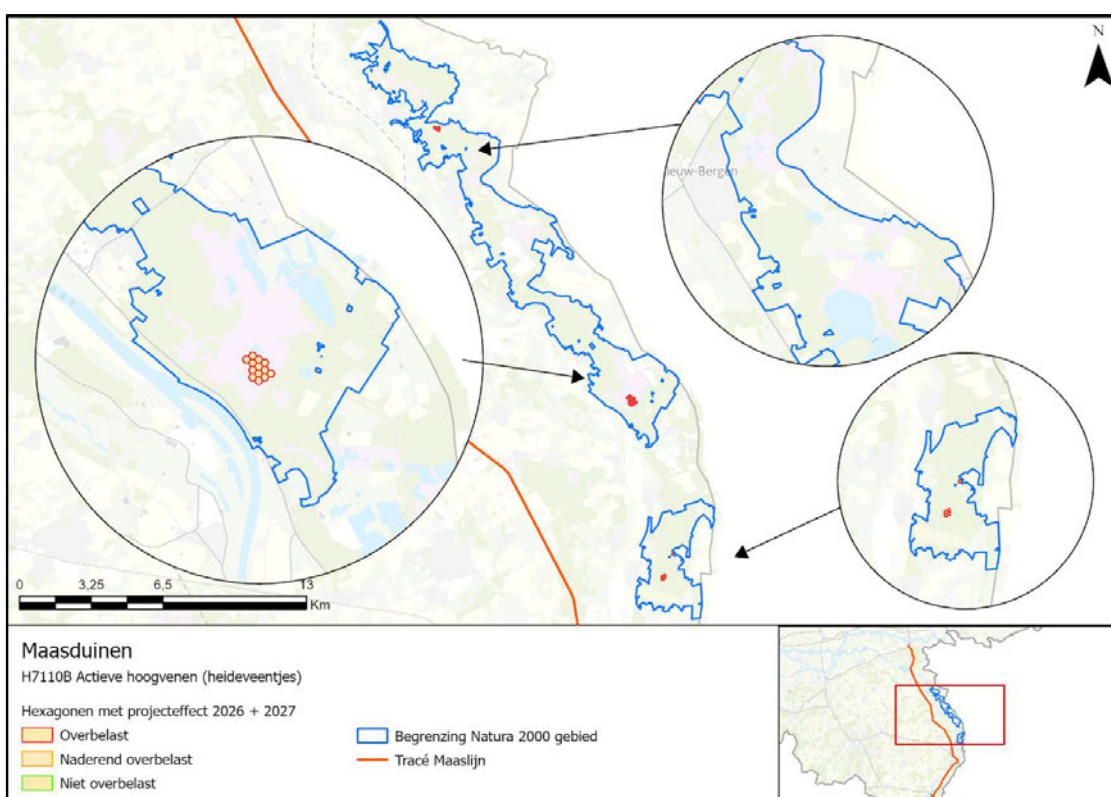 N
ieuw-Bergen
0 3,25 6,5 13
Km
Maasduinen
H7110B Actieve hoogvenen (heideveentjes)
Hexagonen met projecteffect 2026 + 2027
Overbelast
Naderend overbelast
Niet overbelast
Begrenzing Natura 2000 gebied
Tracé Maaslijn